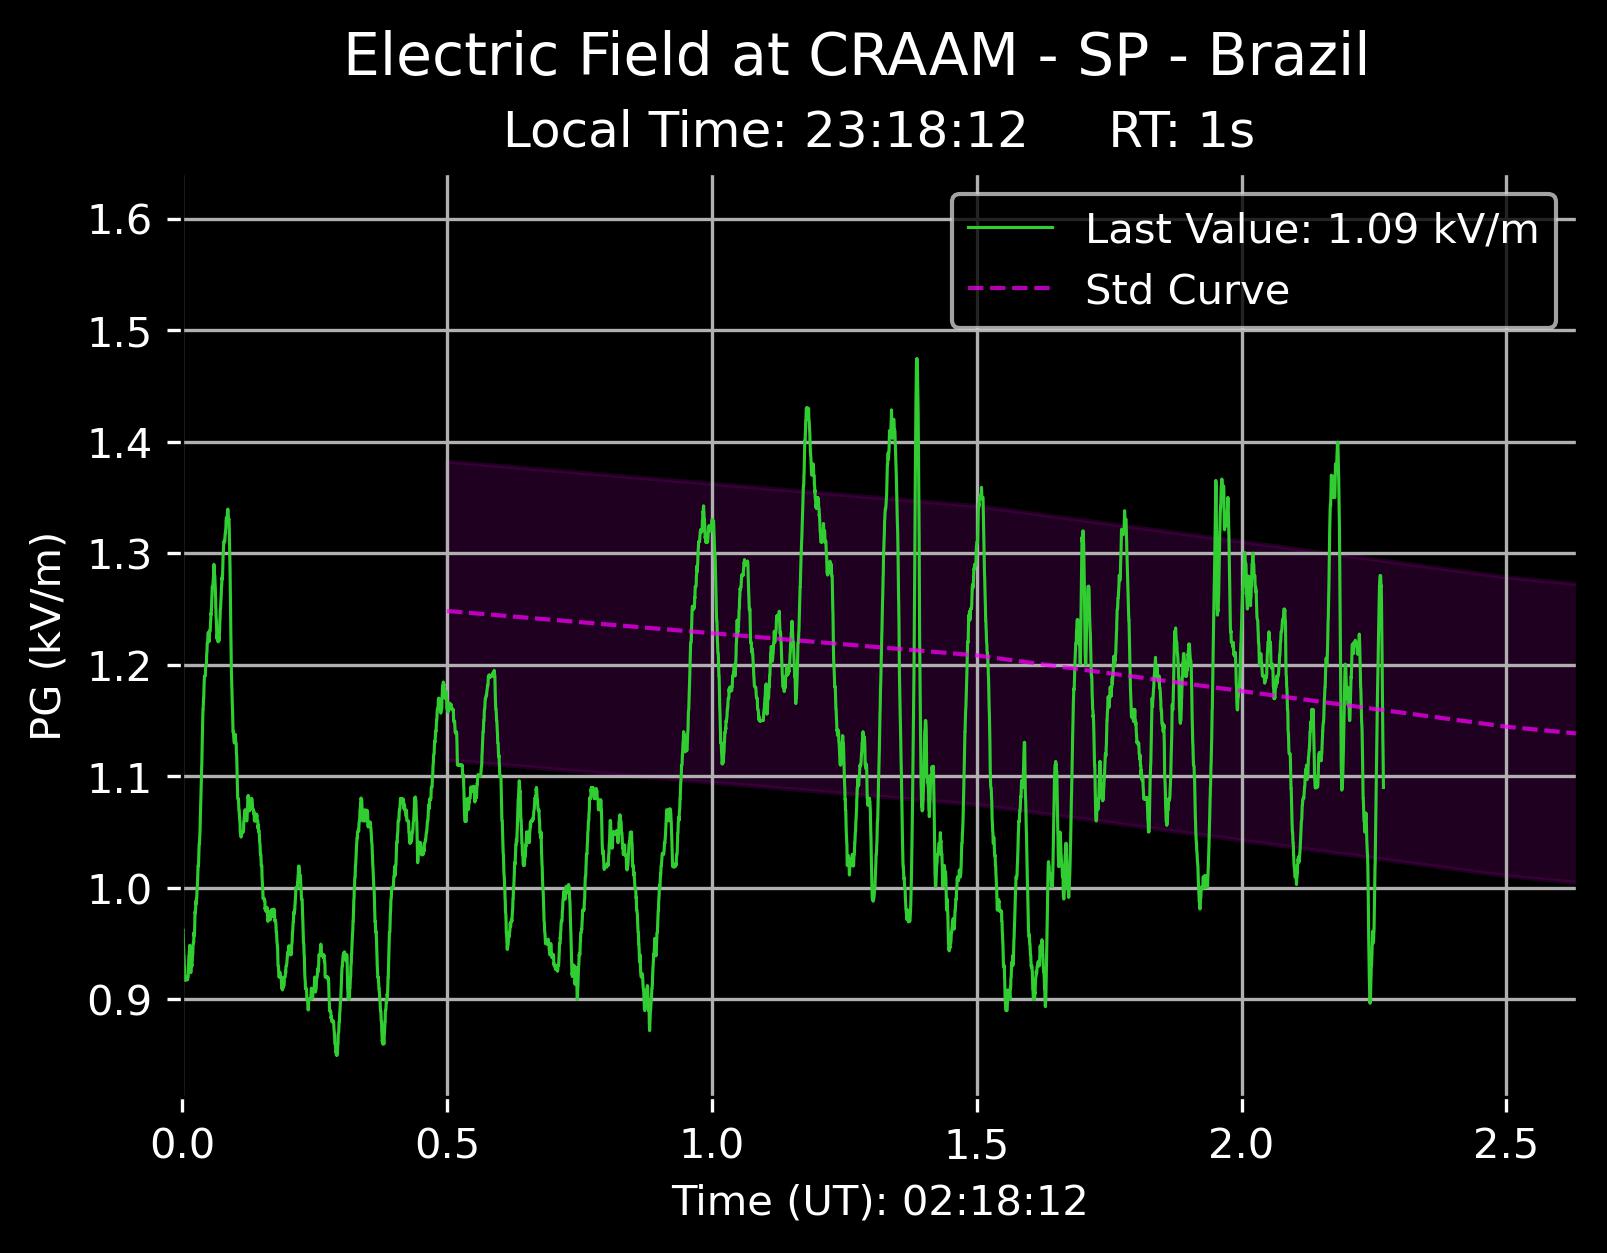 Electric Field at CRAAM - SP - Brazil
Local Time: 23:18:12 RT: 1s
Last Value: 1.09 kV/m
Std Curve
PG (kV/m)
1.6
1.5
1.4
1.3
1.2
1.1
1.0
0.9
0.0 0.5 1.0 1.5 2.0 2.5
Time (UT): 02:18:12